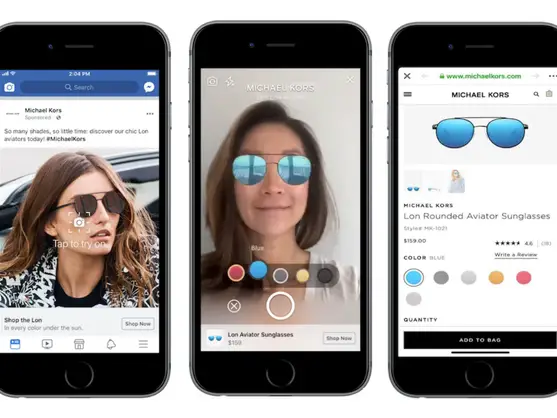 2:04 PM
Search
Michael Kors
Sponsored
So many shades, so little time: discover our chic Lon
aviators today! #MichaelKors
Tap to try on
Shop the Lon
In every color under the sun.
Shop Now
MICHAEL KORS
Blue
Lon Aviator Sunglasses
$159
Shop Now
www.michaelkors.com
MICHAEL KORS
MICHAEL KORS
Lon Rounded Aviator Sunglasses
Style# MK-1021
$159.00
4.6
(28)
Write a Review
COLOR BLUE
QUANTITY
ADD TO BAG